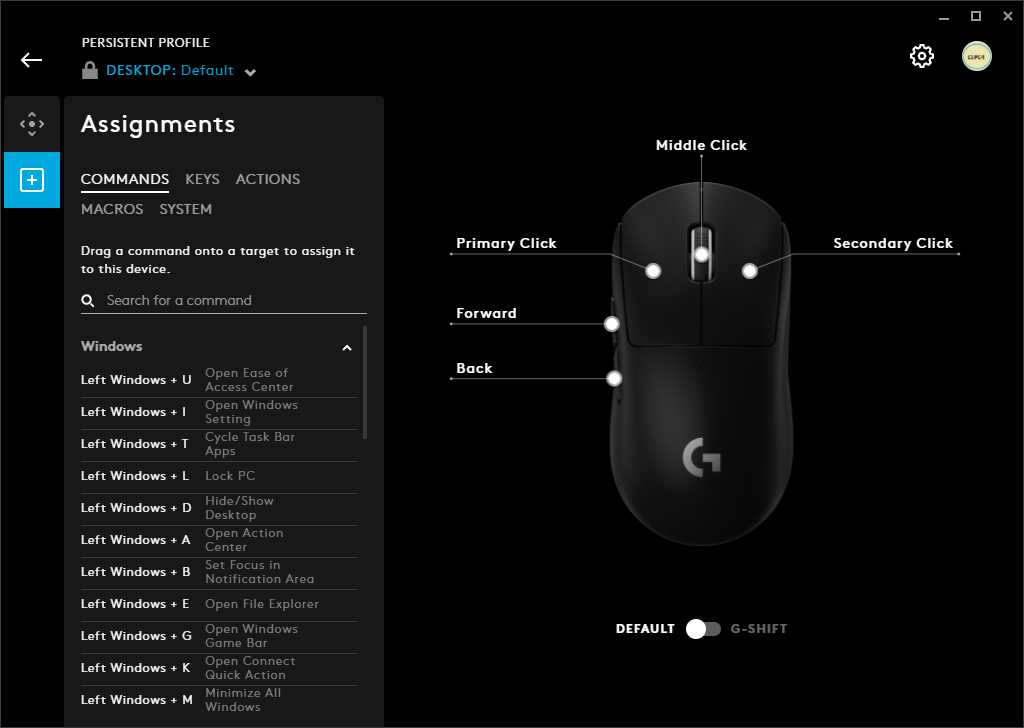 PERSISTENT PROFILE
DESKTOP: Default
Assignments
COMMANDS KEYS ACTIONS
MACROS SYSTEM
Drag a command onto a target to assign it
to this device.
Search for a command
Windows
Left Windows + U Open Ease of
Access Center
Left Windows + I Open Windows
Setting
Left Windows + T Cycle Task Bar
Apps
Left Windows + L Lock PC
Left Windows + D Hide/Show
Desktop
Left Windows + A Open Action
Center
Left Windows + B Set Focus in
Notification Area
Left Windows + E Open File Explorer
Left Windows + G Open Windows
Game Bar
Left Windows + K Open Connect
Quick Action
Left Windows + M Minimize All
Windows
Middle Click
Primary Click
Secondary Click
Forward
Back
G
DEFAULT G-SHIFT